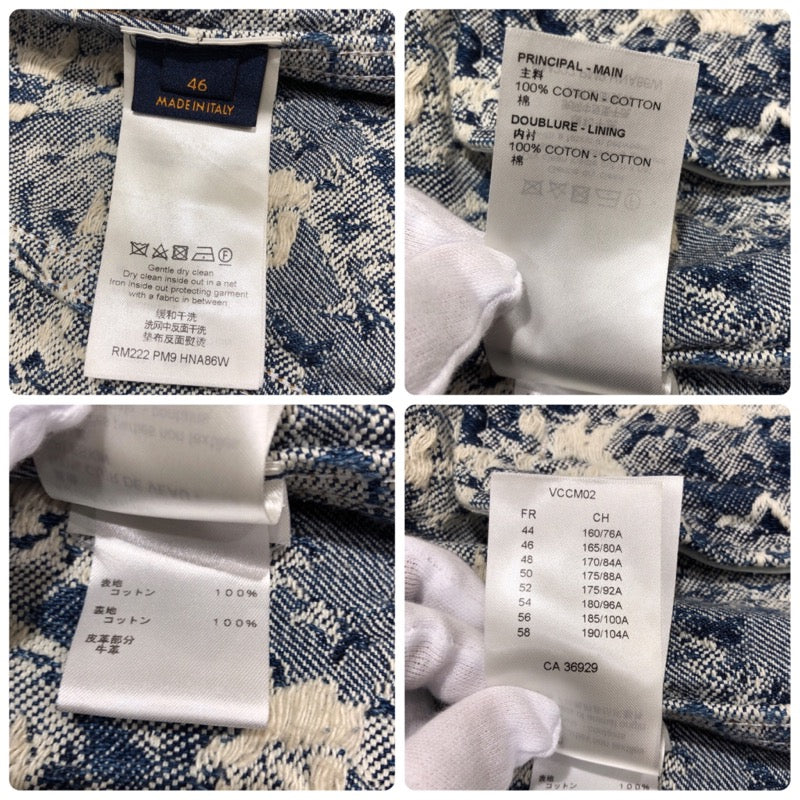 46
MADE IN ITALY
Gentle dry clean
Dry clean inside out in a net
Iron inside out protecting garment
with a fabric in between
缓和干洗
洗网中反面干洗
垫布反面熨烫
RM222 PM9 HNA86W
PRINCIPAL - MAIN
主料
100% COTON - COTTON
棉
DOUBLURE - LINING
内衬
100% COTON - COTTON
棉
表地
コットン 100%
裏地
コットン 100%
皮革部分
牛革
VCCM02
FR CH
44 160/76A
46 165/80A
48 170/84A
50 175/88A
52 175/92A
54 180/96A
56 185/100A
58 190/104A
CA 36929
表地
コットン 100%